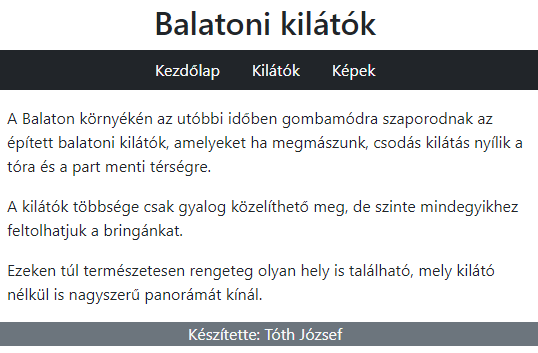 Balatoni kilátók
Kezdőlap Kilátók Képek
A Balaton környékén az utóbbi időben gombamódra szaporodnak az
épített balatoni kilátók, amelyeket ha megmászunk, csodás kilátás nyílik a
tóra és a part menti térségre.
A kilátók többsége csak gyalog közelíthető meg, de szinte mindegyikhez
feltolhatjuk a bringánkat.
Ezeken túl természetesen rengeteg olyan hely is található, mely kilátó
nélkül is nagyszerű panorámát kínál.
Készítette: Tóth József